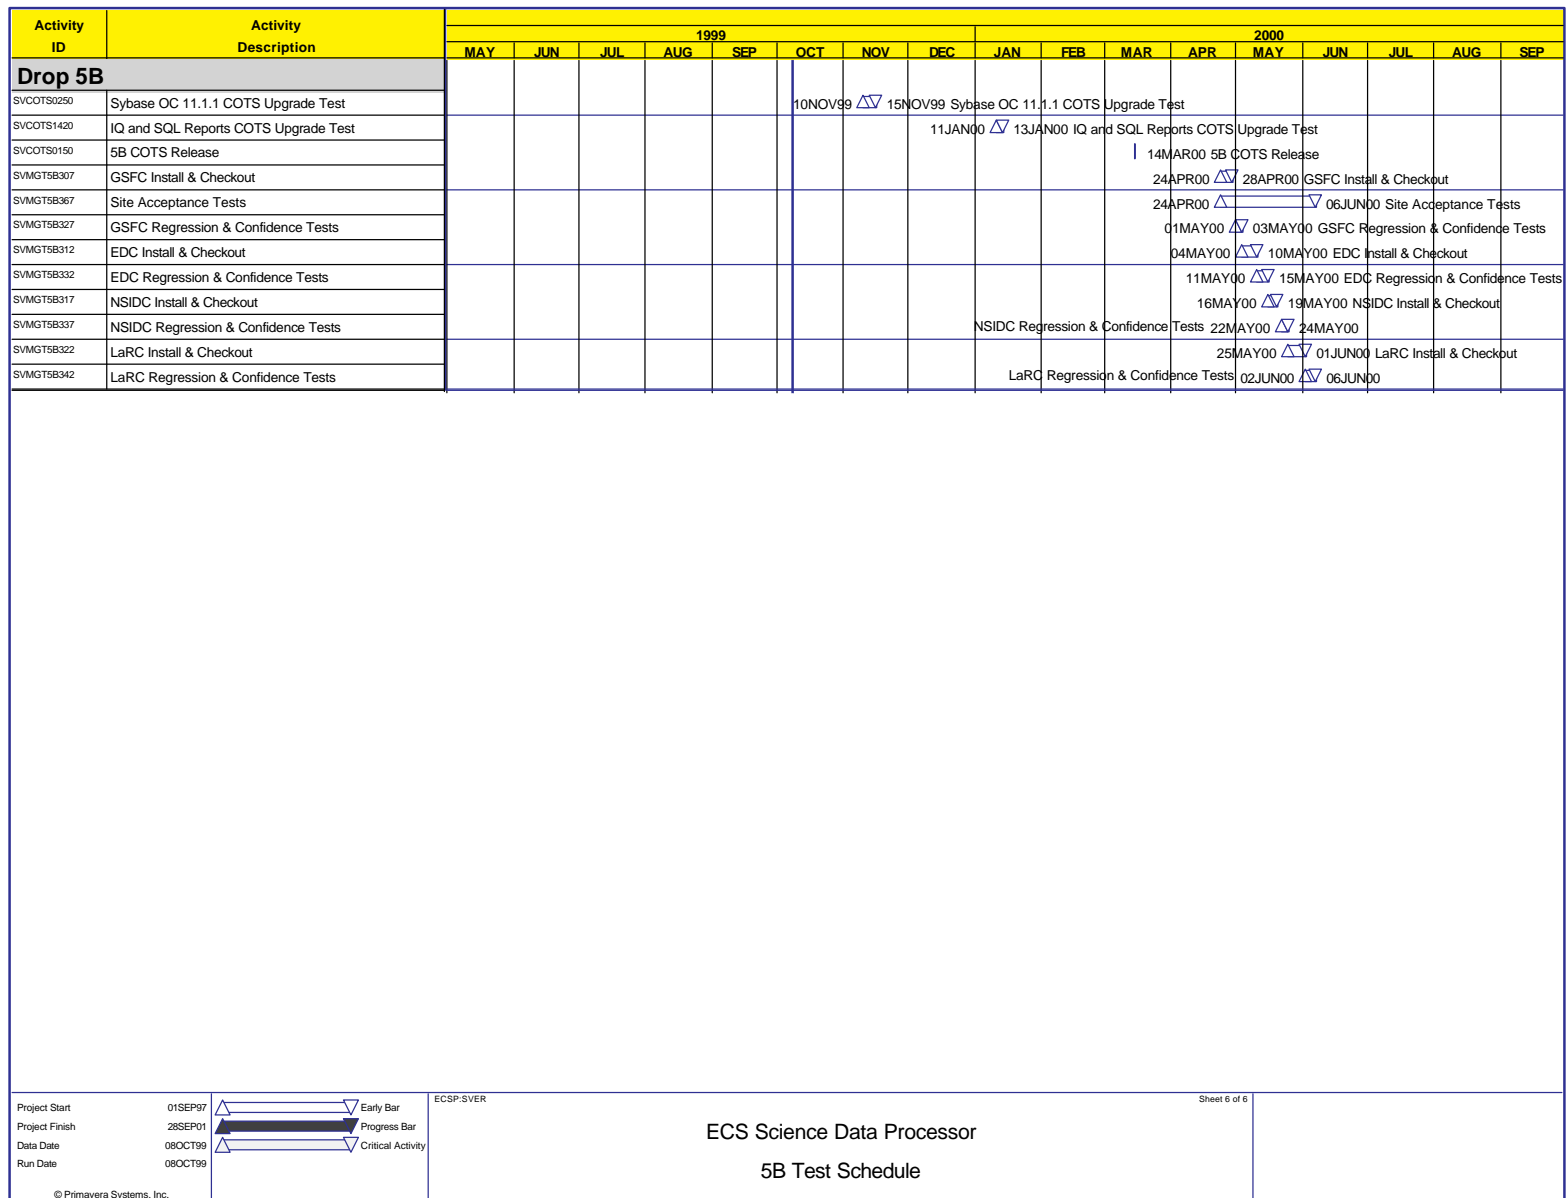 Activity ID
Activity Description
1999
2000
MAY JUN JUL AUG SEP OCT NOV DEC JAN FEB MAR APR MAY JUN JUL AUG SEP
Drop 5B
SVCOTS0250 Sybase OC 11.1.1 COTS Upgrade Test 10NOV99 15NOV99 Sybase OC 11.1.1 COTS Upgrade Test
SVCOTS1420 IQ and SQL Reports COTS Upgrade Test 11JAN00 13JAN00 IQ and SQL Reports COTS Upgrade Test
SVCOTS0150 5B COTS Release 14MAR00 5B COTS Release
SVMGT5B307 GSFC Install & Checkout 24APR00 28APR00 GSFC Install & Checkout
SVMGT5B367 Site Acceptance Tests 24APR00 06JUN00 Site Acceptance Tests
SVMGT5B327 GSFC Regression & Confidence Tests 01MAY00 03MAY00 GSFC Regression & Confidence Tests
SVMGT5B312 EDC Install & Checkout 04MAY00 10MAY00 EDC Install & Checkout
SVMGT5B332 EDC Regression & Confidence Tests 11MAY00 15MAY00 EDC Regression & Confidence Tests
SVMGT5B317 NSIDC Install & Checkout 16MAY00 19MAY00 NSIDC Install & Checkout
SVMGT5B337 NSIDC Regression & Confidence Tests NSIDC Regression & Confidence Tests 22MAY00 24MAY00
SVMGT5B322 LaRC Install & Checkout 25MAY00 01JUN00 LaRC Install & Checkout
SVMGT5B342 LaRC Regression & Confidence Tests LaRC Regression & Confidence Tests 02JUN00 06JUN00
Project Start 01SEP97
Project Finish 28SEP01
Data Date 08OCT99
Run Date 08OCT99
© Primavera Systems, Inc.
Early Bar
Progress Bar
Critical Activity
ECSP:SVER
Sheet 6 of 6
ECS Science Data Processor
5B Test Schedule